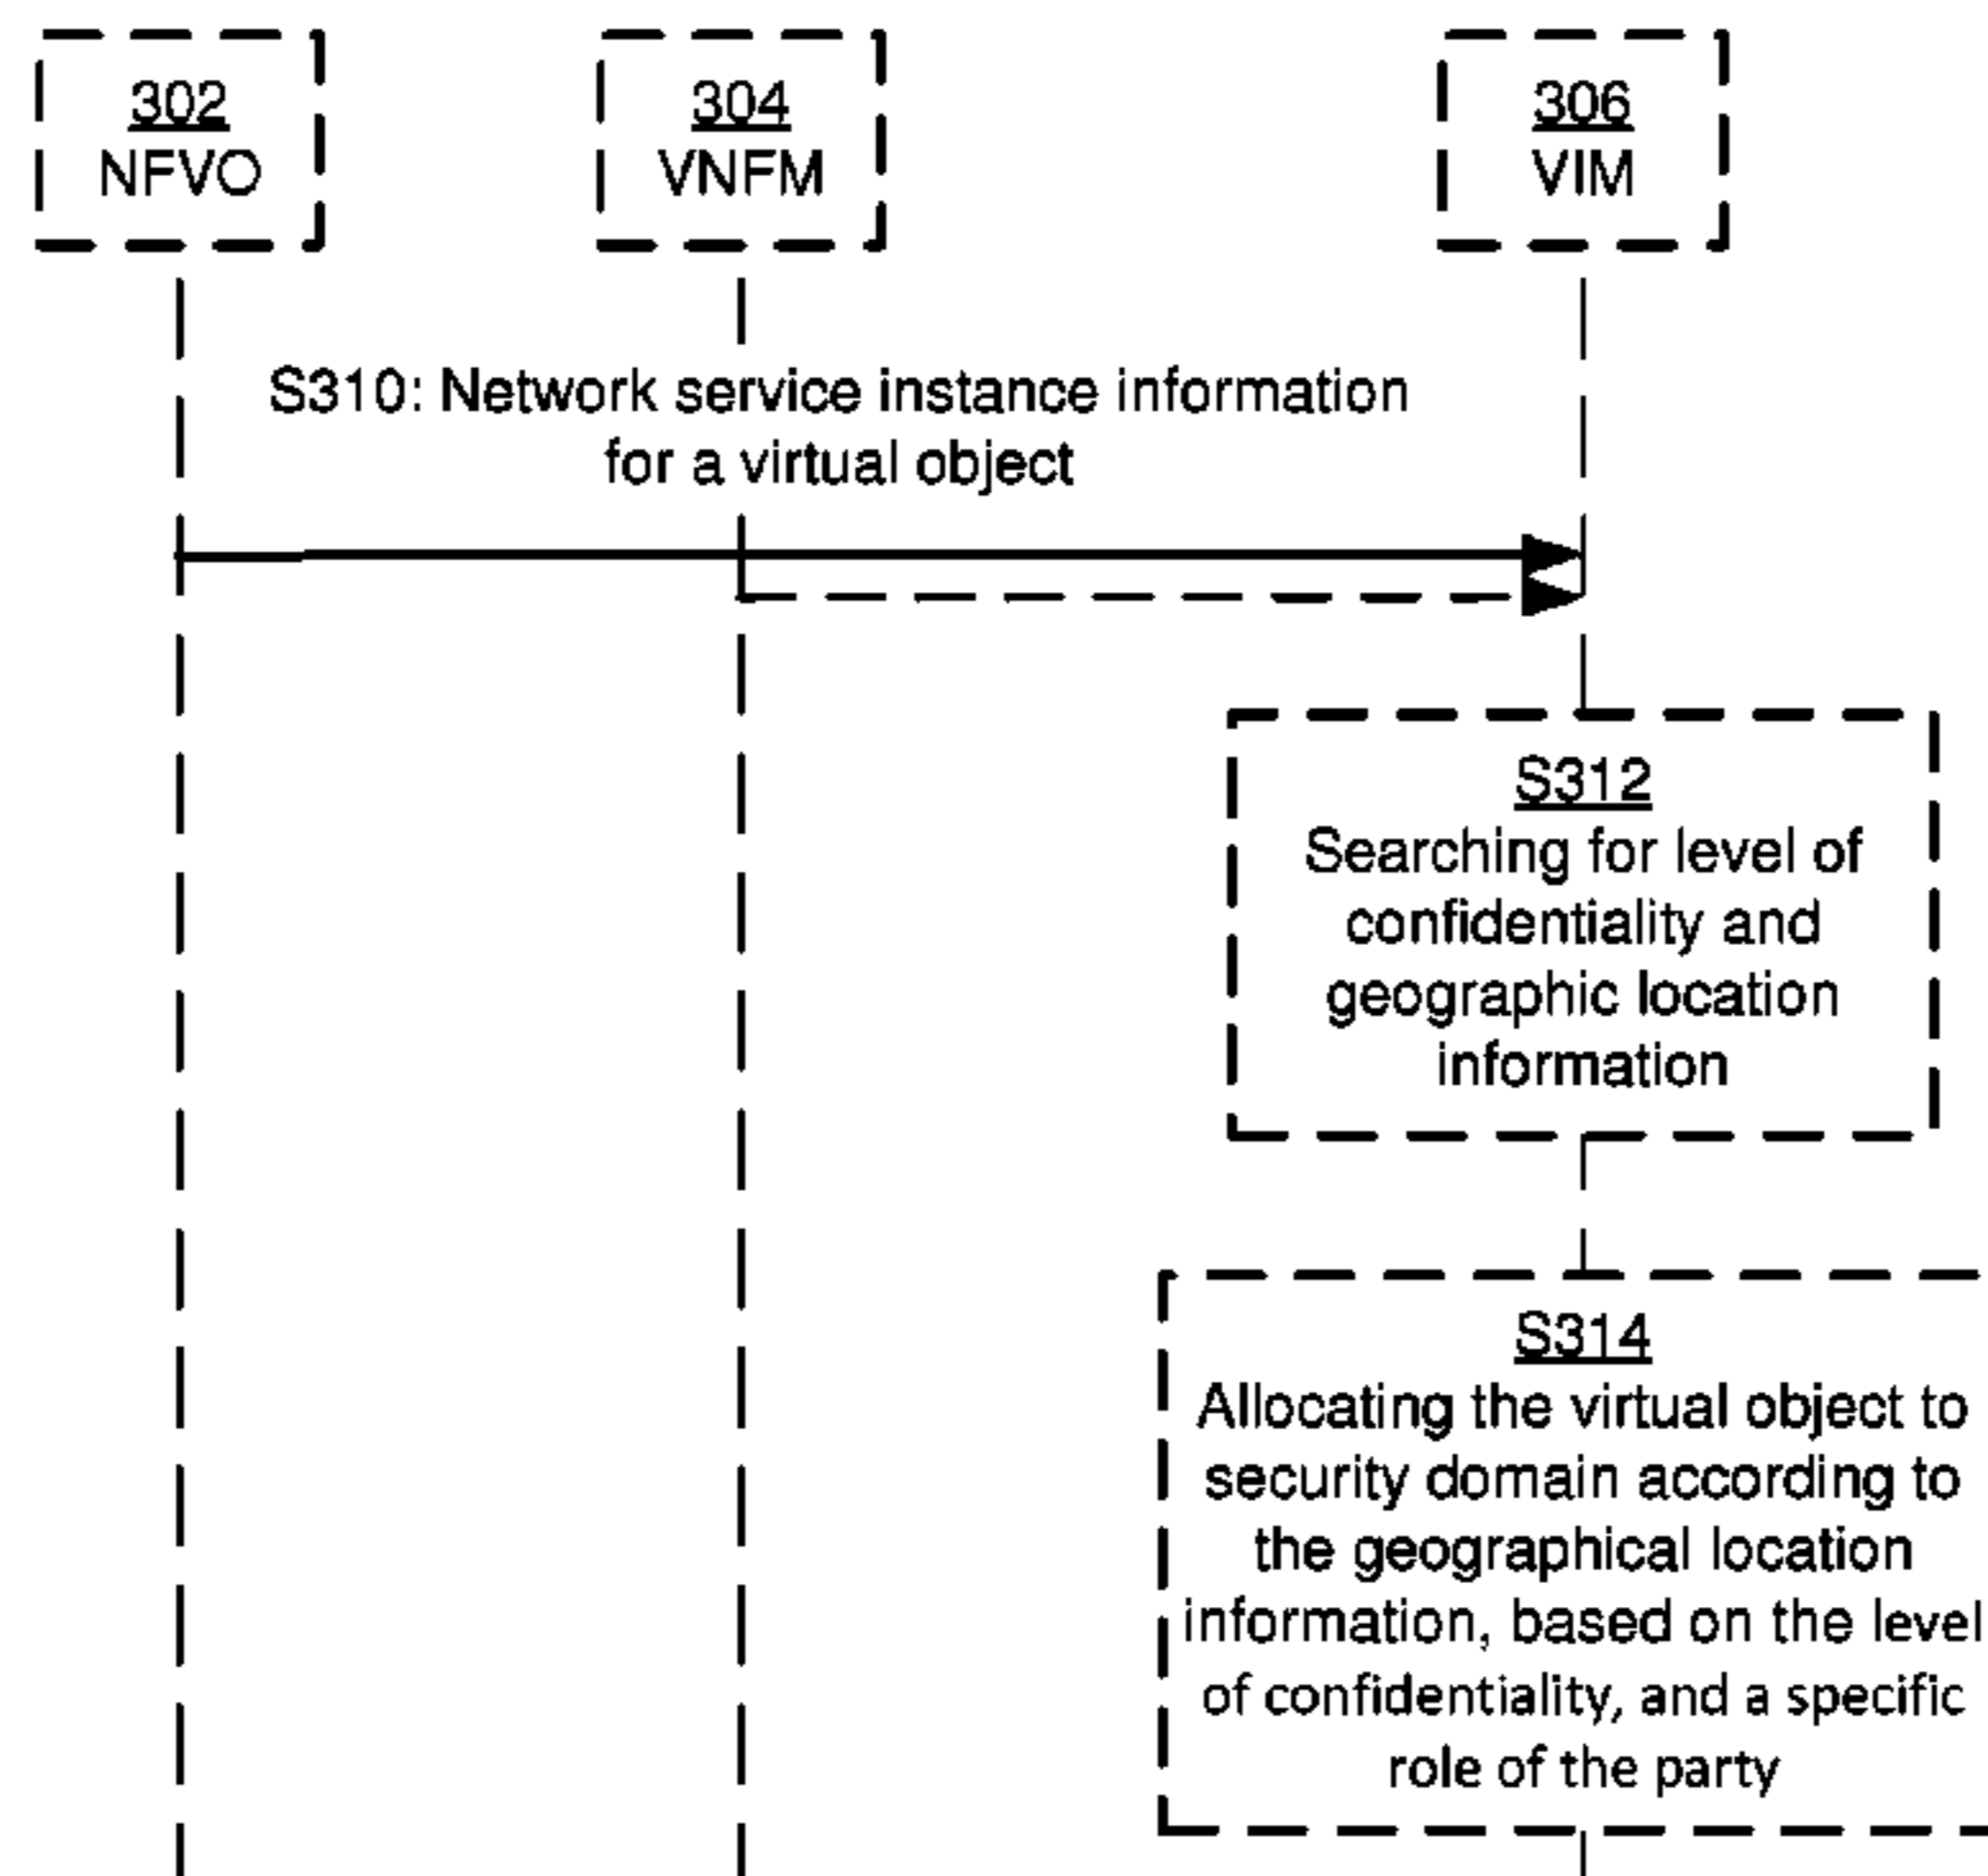 302
NFVO
304
VNFM
306
VIM
S310: Network service instance information
for a virtual object
S312
Searching for level of
confidentiality and
geographic location
information
S314
Allocating the virtual object to
security domain according to
the geographical location
information, based on the level
of confidentiality, and a specific
role of the party